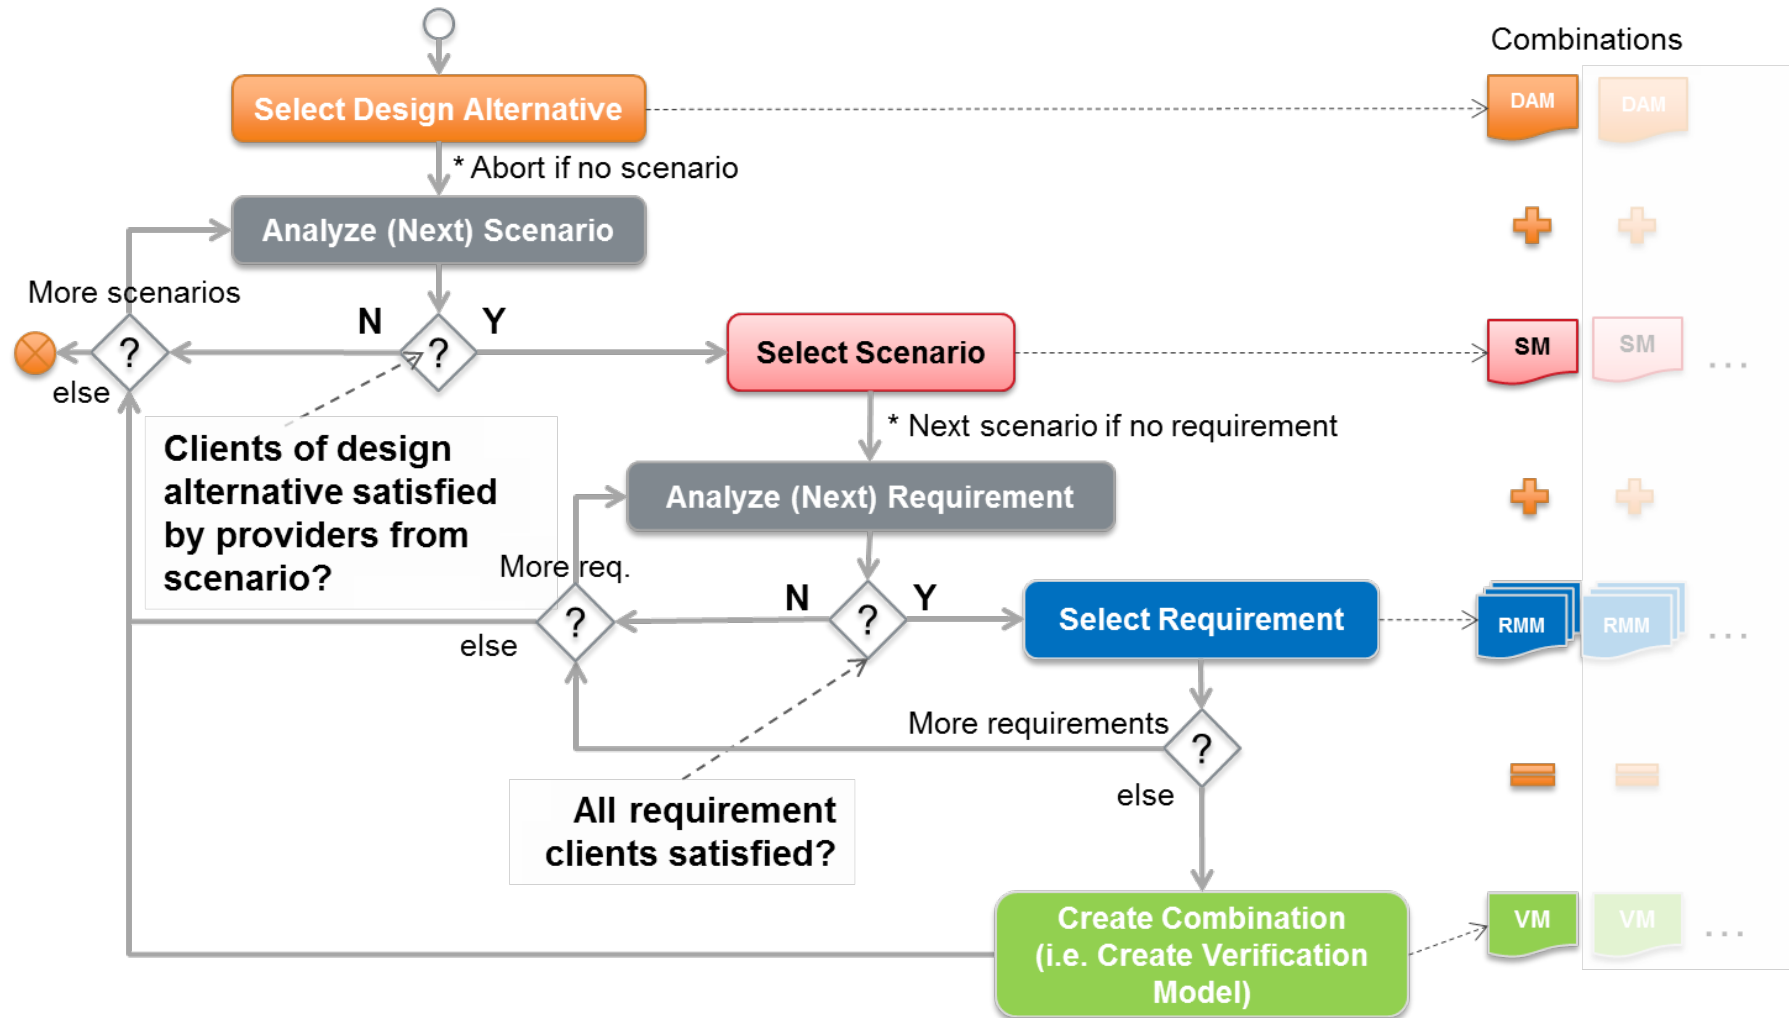 Combinations
Select Design Alternative
DAM
DAM
* Abort if no scenario
Analyze (Next) Scenario
More scenarios
N
Y
?
?
else
Select Scenario
SM
SM
...
* Next scenario if no requirement
Clients of design
alternative satisfied
by providers from
scenario?
Analyze (Next) Requirement
More req.
N
Y
?
?
else
Select Requirement
RMM
RMM
...
More requirements
?
else
All requirement
clients satisfied?
Create Combination
(i.e. Create Verification
Model)
VM
VM
...